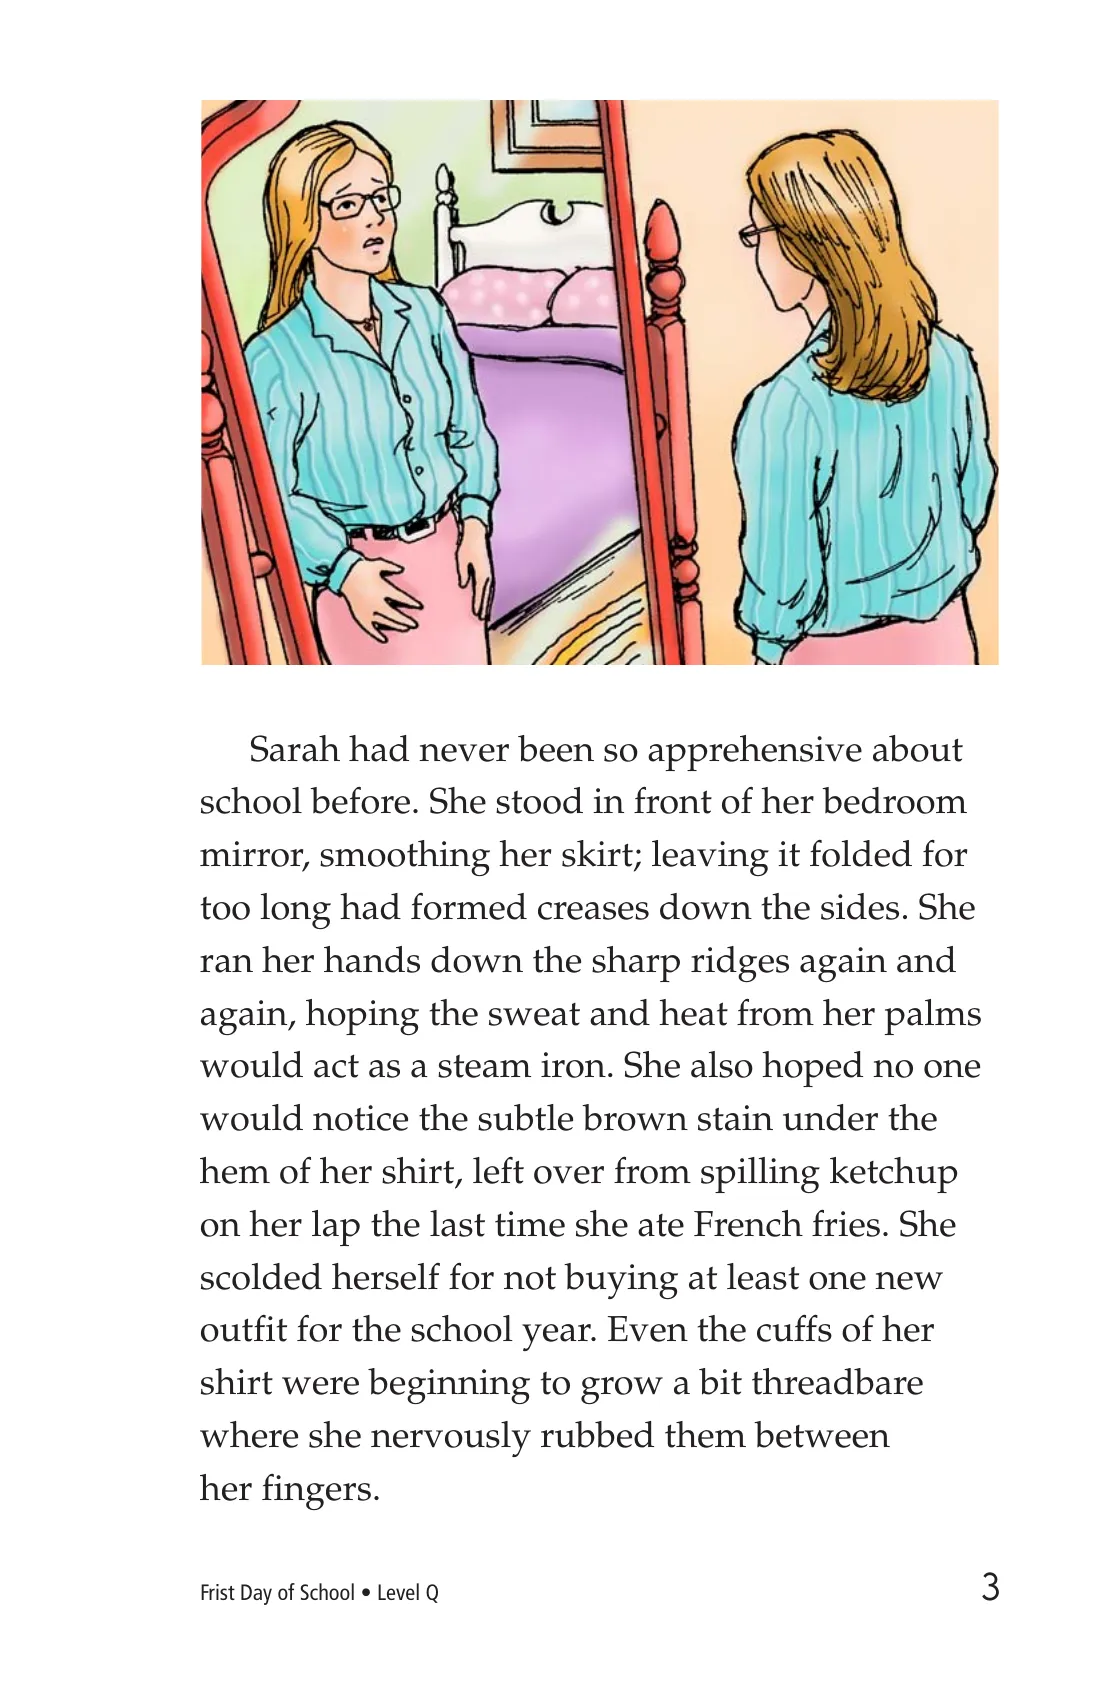 Sarah had never been so apprehensive about
school before. She stood in front of her bedroom
mirror, smoothing her skirt; leaving it folded for
too long had formed creases down the sides. She
ran her hands down the sharp ridges again and
again, hoping the sweat and heat from her palms
would act as a steam iron. She also hoped no one
would notice the subtle brown stain under the
hem of her shirt, left over from spilling ketchup
on her lap the last time she ate French fries. She
scolded herself for not buying at least one new
outfit for the school year. Even the cuffs of her
shirt were beginning to grow a bit threadbare
where she nervously rubbed them between
her fingers.
Frist Day of School • Level Q 3